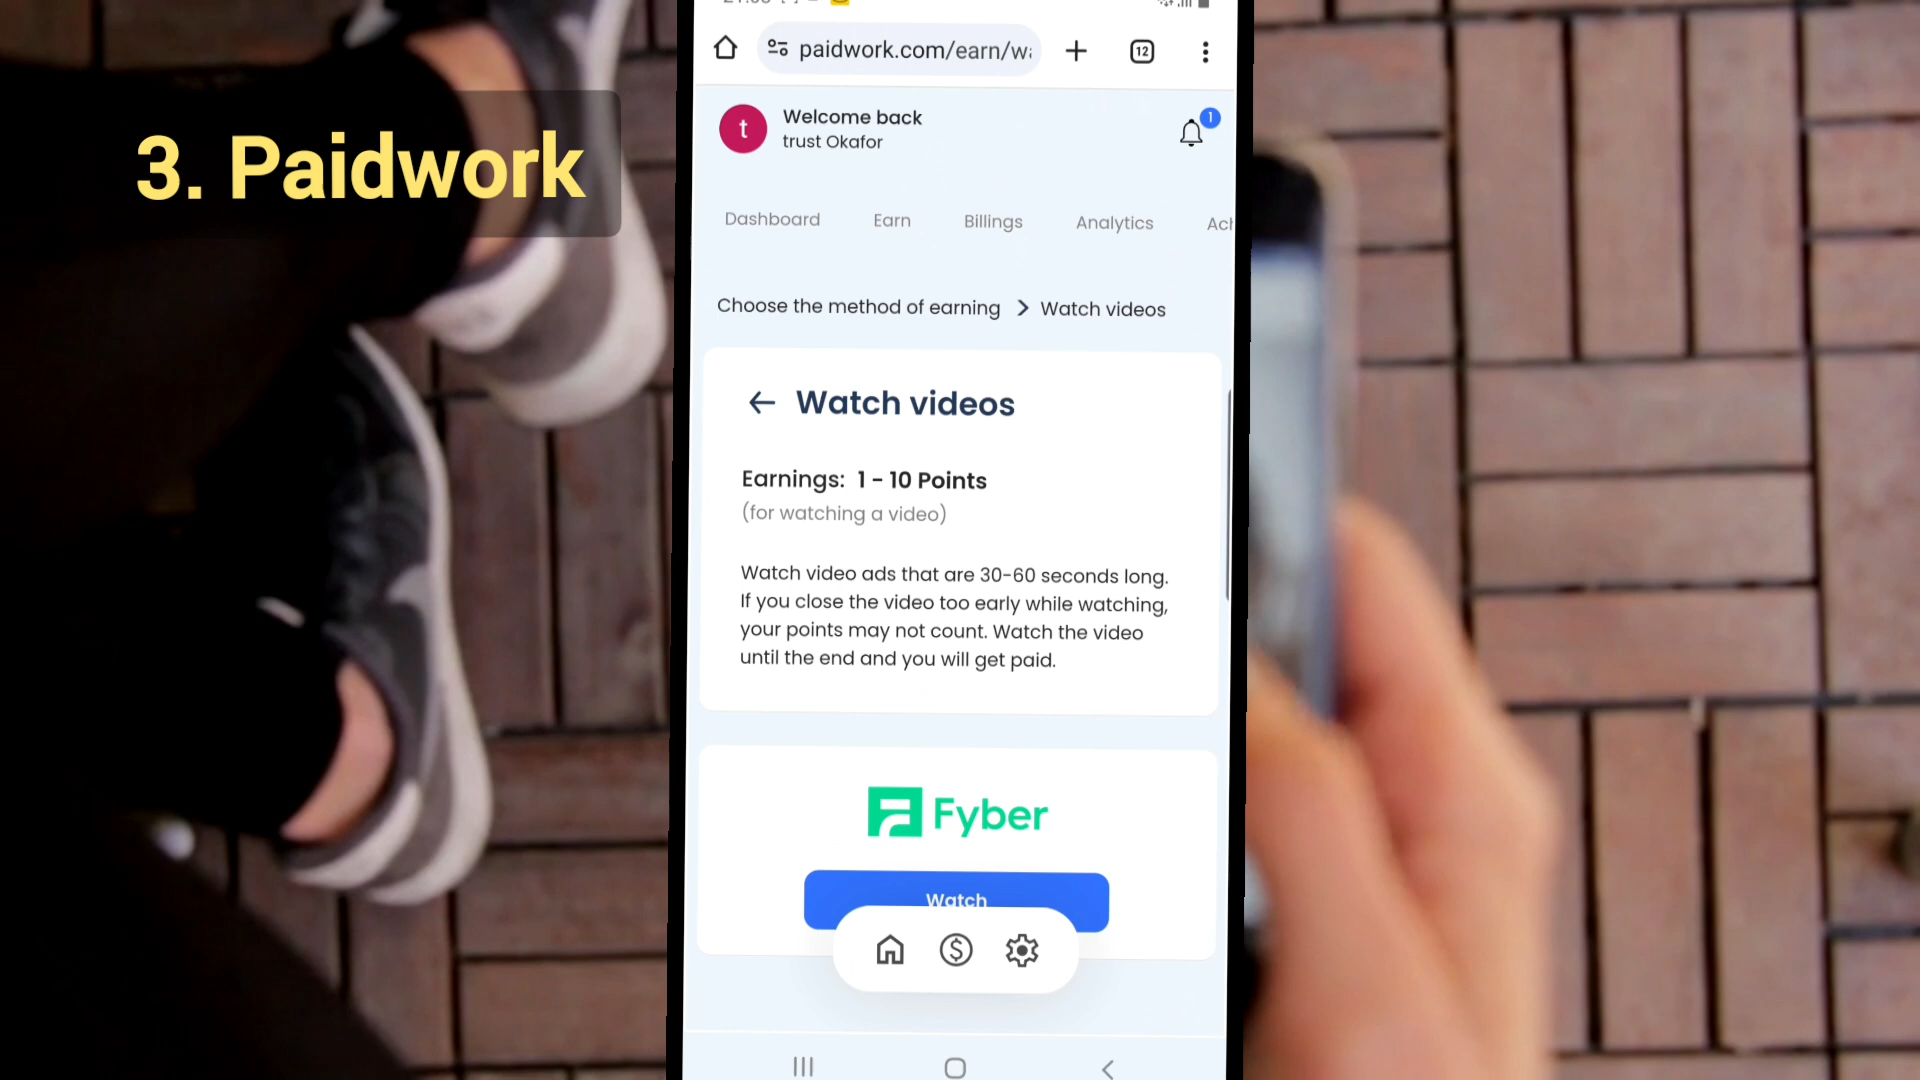 3. Paidwork
paidwork.com/earn/wa
12
t
Welcome back
trust Okafor
1
Dashboard
Earn
Billings
Analytics
Choose the method of earning
Watch videos
Watch videos
Earnings: 1 - 10 Points
(for watching a video)
Watch video ads that are 30-60 seconds long.
If you close the video too early while watching,
your points may not count. Watch the video
until the end and you will get paid.
Fyber
Watch